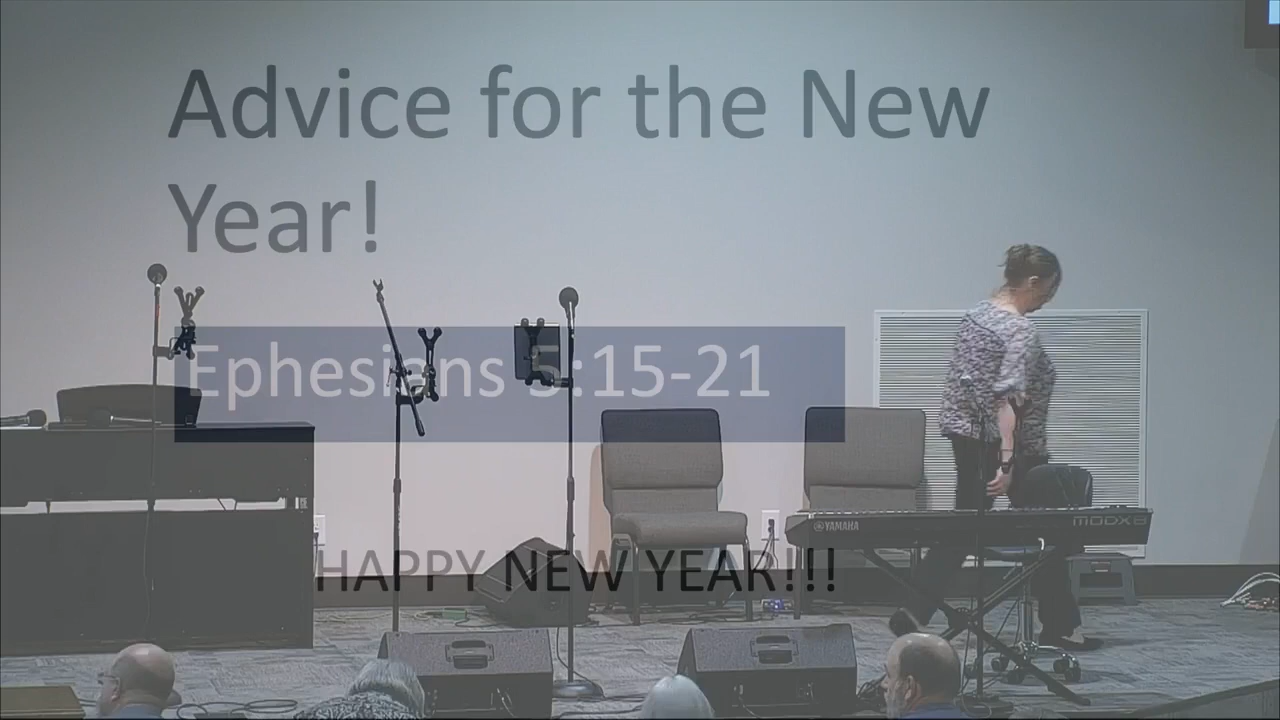 Advice for the New
Year!
Ephesians 5:15-21
HAPPY NEW YEAR!!!
YAMAHA
MODX8